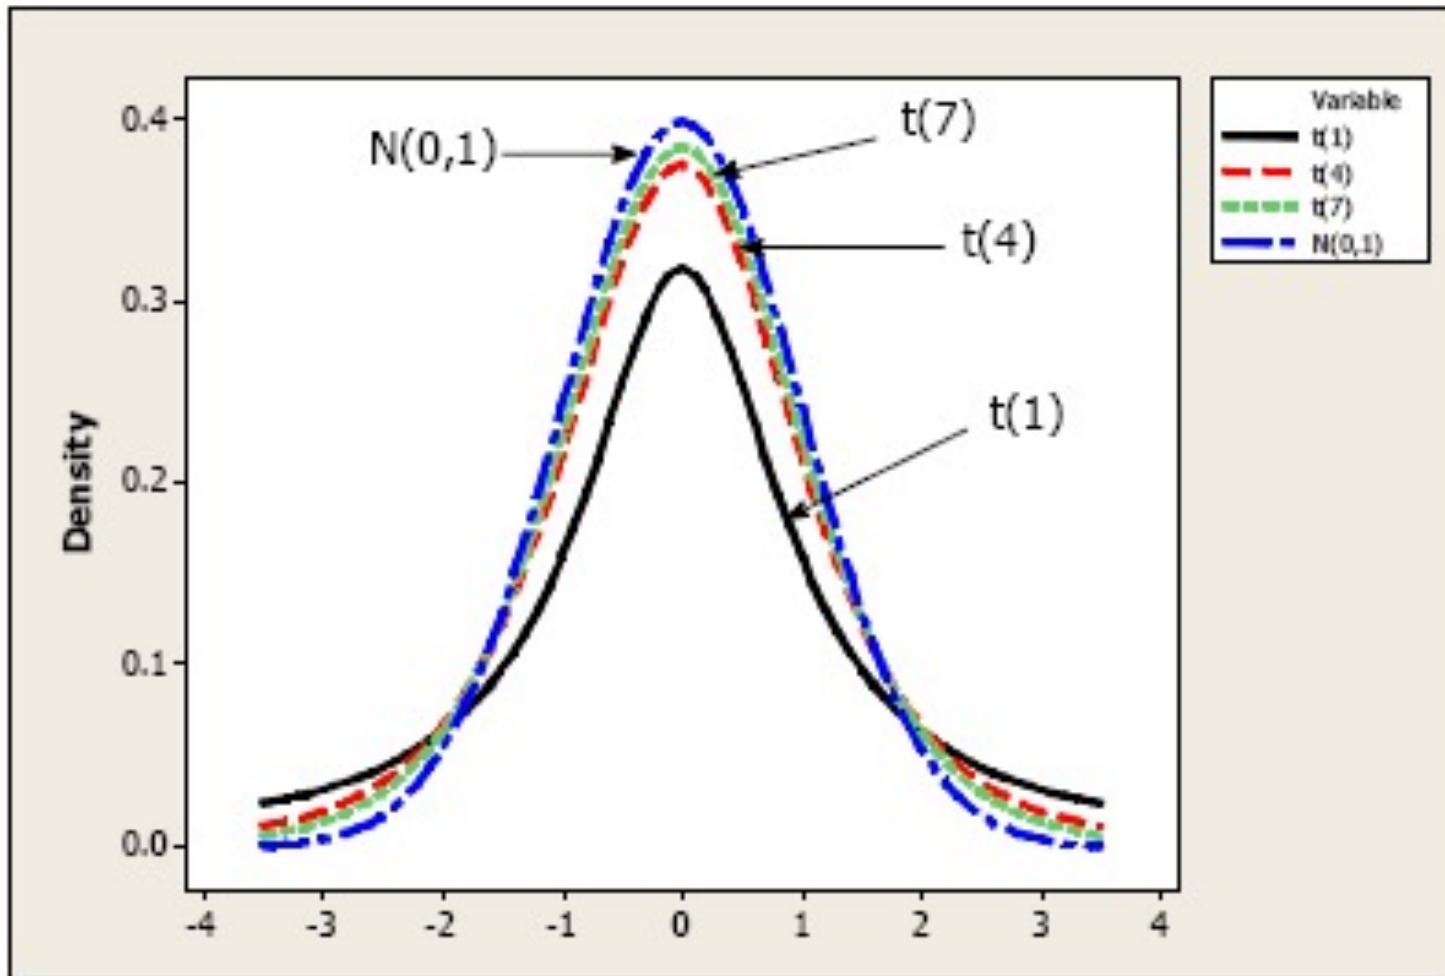 Variable
t(1)
t(4)
t(7)
N(0,1)
N(0,1)
t(7)
t(4)
t(1)
Density
0.4
0.3
0.2
0.1
0.0
-4 -3 -2 -1 0 1 2 3 4